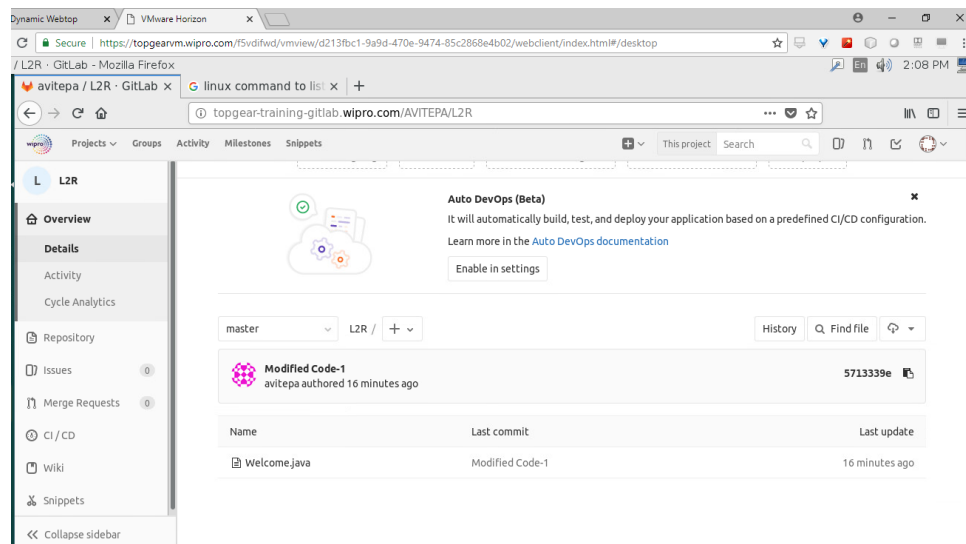 Dynamic Webtop
VMware Horizon
Secure | https://topgearvm.wipro.com/f5vdifwd/vmview/d213fbc1-9a9d-470e-9474-85c2868e4b02/webclient/index.html#/desktop
/ L2R · GitLab - Mozilla Firefox
En 2:08 PM
avitepa / L2R · GitLab
linux command to list
topgear-training-gitlab.wipro.com/AVITEPA/L2R
wipro Projects Groups Activity Milestones Snippets This project Search
L L2R
Overview
Details
Activity
Cycle Analytics
Repository
Issues 0
Merge Requests 0
CI / CD
Wiki
Snippets
<< Collapse sidebar
Auto DevOps (Beta)
It will automatically build, test, and deploy your application based on a predefined CI/CD configuration.
Learn more in the Auto DevOps documentation
Enable in settings
master L2R / +
History Find file
Modified Code-1
avitepa authored 16 minutes ago
5713339e
Name Last commit Last update
Welcome.java Modified Code-1 16 minutes ago